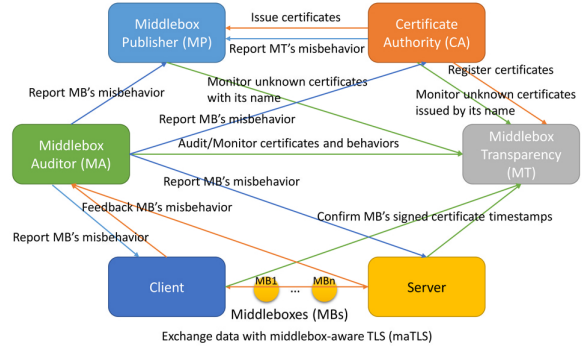 Middlebox
Publisher (MP)
Issue certificates
Report MT's misbehavior
Certificate
Authority (CA)
Register certificates
Report MB's misbehavior
Monitor unknown certificates
with its name
Monitor unknown certificates
issued by its name
Report MB's misbehavior
Middlebox
Auditor (MA)
Audit/Monitor certificates and behaviors
Middlebox
Transparency
(MT)
Report MB's misbehavior
Feedback MB's misbehavior
Confirm MB's signed certificate timestamps
Report MB's misbehavior
Client
MB1
...
MBn
Server
Middleboxes (MBs)
Exchange data with middlebox-aware TLS (maTLS)